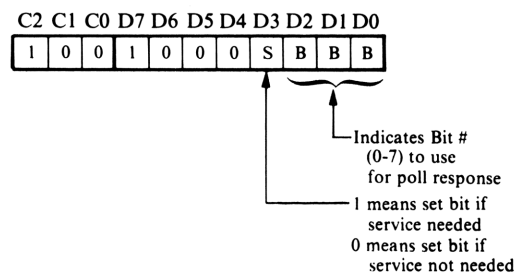 C2 C1 C0 D7 D6 D5 D4 D3 D2 D1 D0
1 0 0 1 0 0 0 S B B B
Indicates Bit #
(0-7) to use
for poll response
1 means set bit if
service needed
0 means set bit if
service not needed